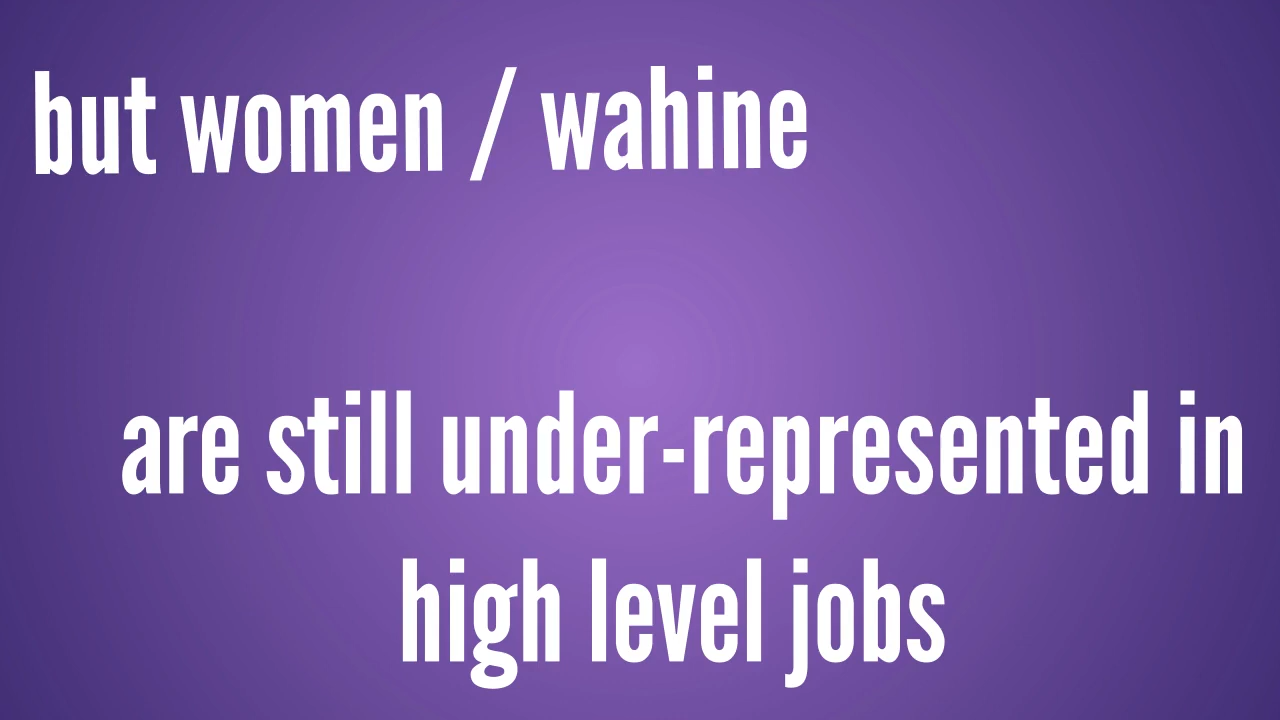 but women / wahine
are still under-represented in
high level jobs